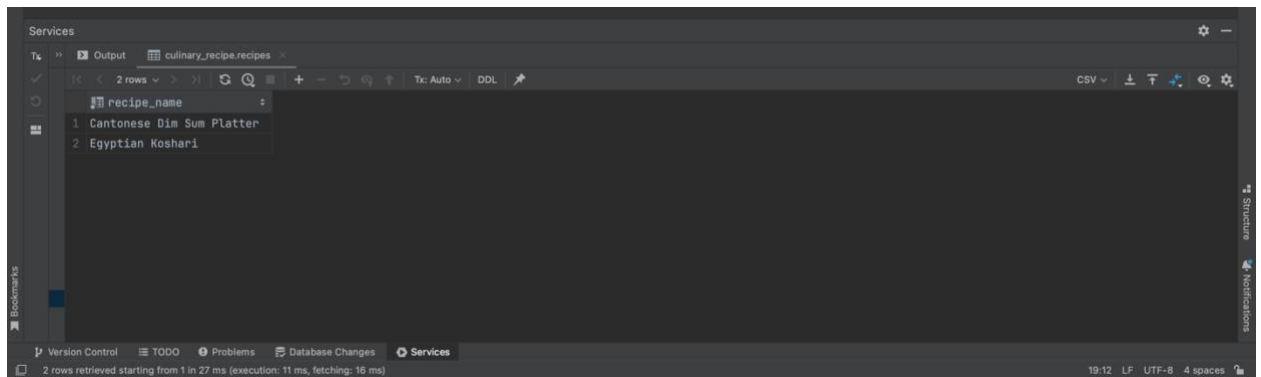 Services
Tx >> Output culinary_recipe.recipes
2 rows Tx: Auto DDL CSV
recipe_name
1 Cantonese Dim Sum Platter
2 Egyptian Koshari
Structure
Notifications
Bookmarks
Version Control TODO Problems Database Changes Services
2 rows retrieved starting from 1 in 27 ms (execution: 11 ms, fetching: 16 ms) 19:12 LF UTF-8 4 spaces